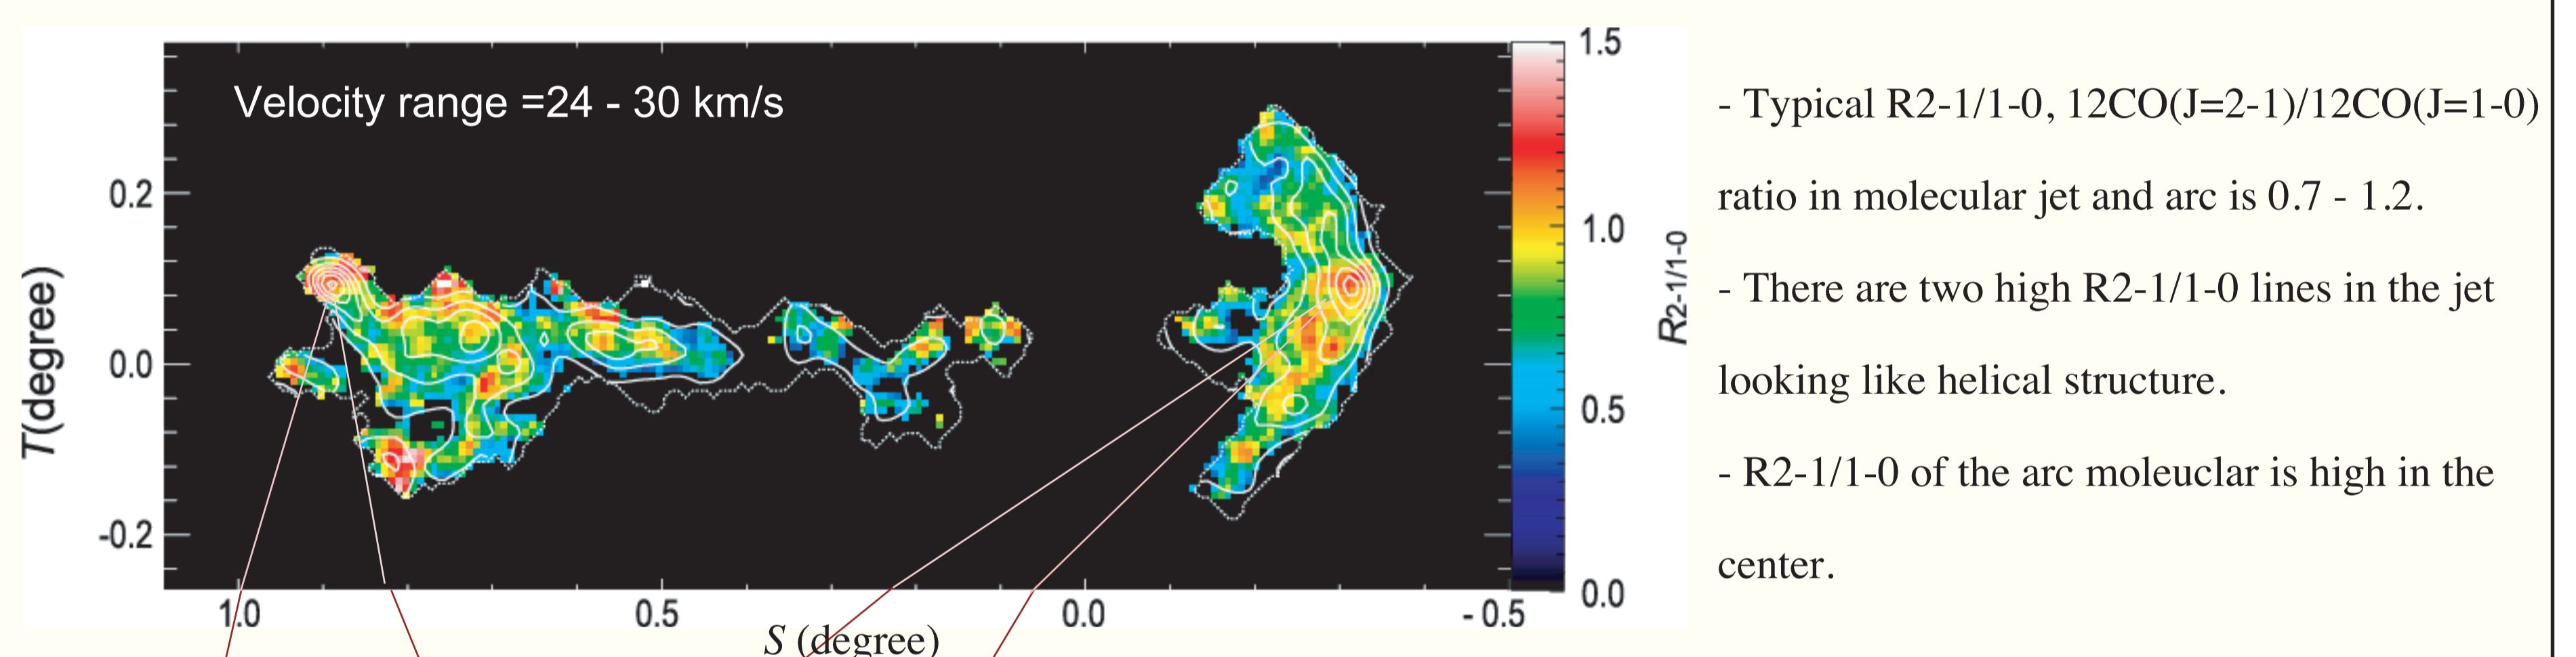 Velocity range =24 - 30 km/s
0.2
0.0
-0.2
T(degree)
1.0
0.5
0.0
- 0.5
S (degree)
1.5
1.0
0.5
0.0
R2-1/1-0
- Typical R2-1/1-0, 12CO(J=2-1)/12CO(J=1-0)
ratio in molecular jet and arc is 0.7 - 1.2.
- There are two high R2-1/1-0 lines in the jet
looking like helical structure.
- R2-1/1-0 of the arc moleuclar is high in the
center.